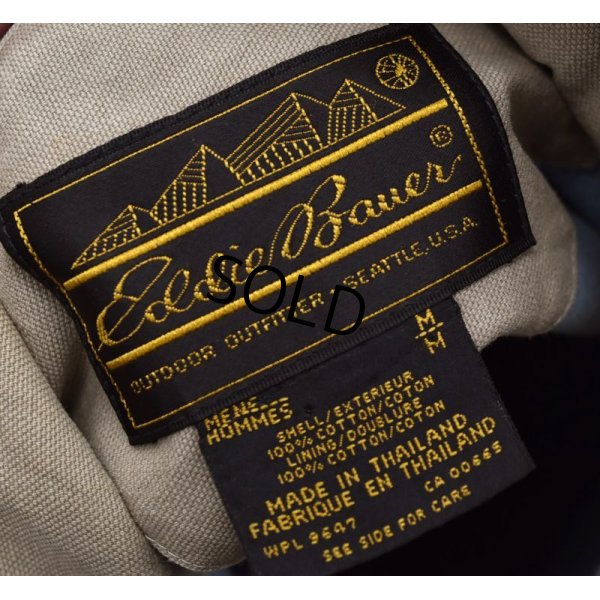 Eddie Bauer ®
OUTDOOR OUTFITTER SEATTLE, U.S.A.
SOLD
M/M
MENS
HOMMES
SHELL/EXTERIEUR
100% COTTON/COTON
LINING/DOUBLURE
100% COTTON/COTON
MADE IN THAILAND
FABRIQUE EN THAILAND
WPL 9647 CA 00665
SEE SIDE FOR CARE